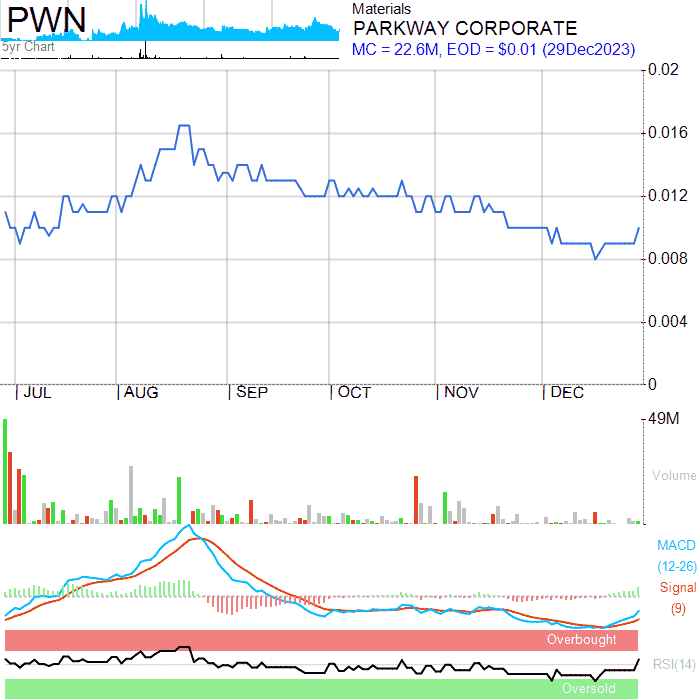 PWN
5yr Chart
Materials
PARKWAY CORPORATE
MC = 22.6M, EOD = $0.01 (29Dec2023)
0.02
0.016
0.012
0.008
0.004
0
JUL AUG SEP OCT NOV DEC
49M
Volume
MACD
(12-26)
Signal
(9)
Overbought
RSI(14)
Oversold